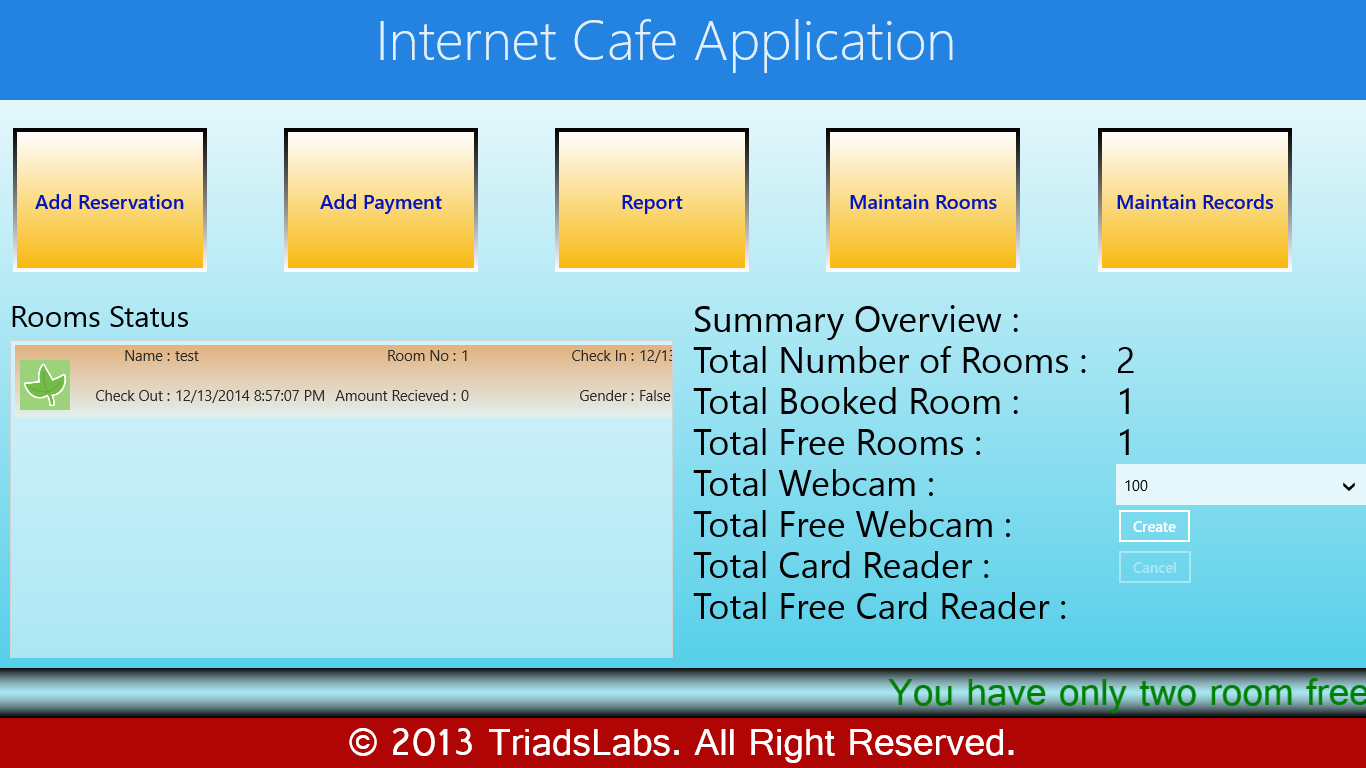 Internet Cafe Application
Add Reservation
Add Payment
Report
Maintain Rooms
Maintain Records
Rooms Status
Name : test Room No : 1 Check In : 12/13
Check Out : 12/13/2014 8:57:07 PM Amount Recieved : 0 Gender : False
Summary Overview :
Total Number of Rooms : 2
Total Booked Room : 1
Total Free Rooms : 1
Total Webcam : 100
Total Free Webcam : Create
Total Card Reader : Cancel
Total Free Card Reader :
You have only two room free
© 2013 TriadsLabs. All Right Reserved.